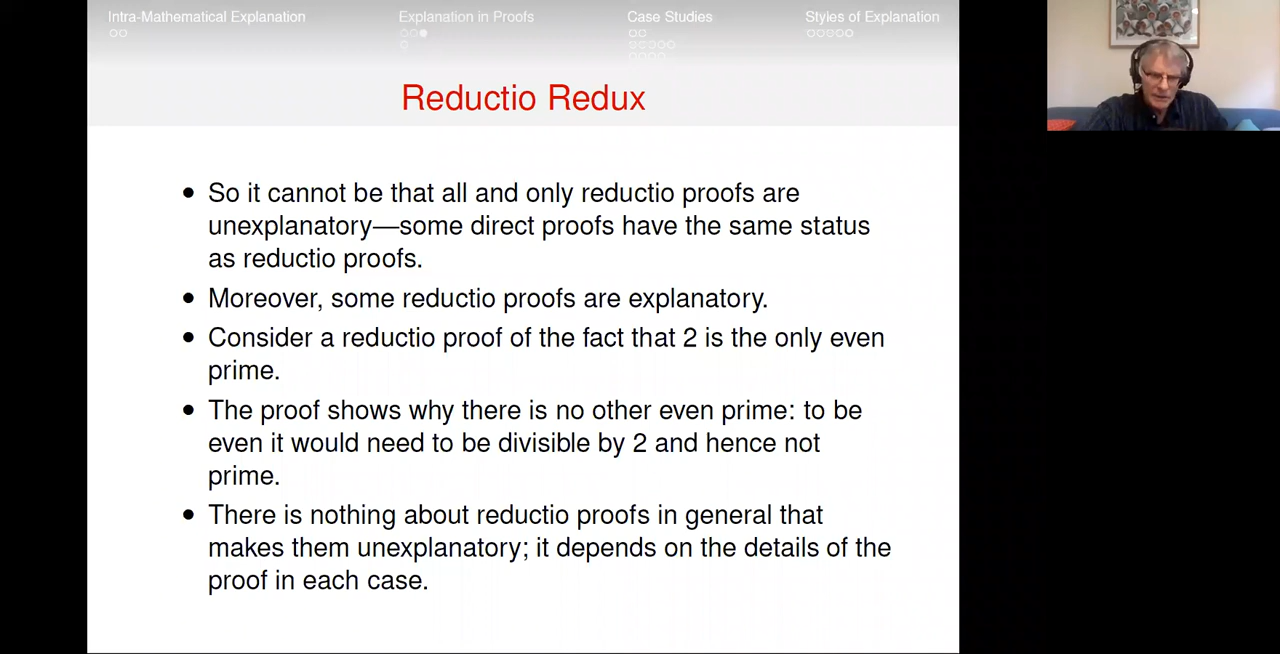 Intra-Mathematical Explanation
Explanation in Proofs
Case Studies
Styles of Explanation
Reductio Redux
• So it cannot be that all and only reductio proofs are
unexplanatory—some direct proofs have the same status
as reductio proofs.
• Moreover, some reductio proofs are explanatory.
• Consider a reductio proof of the fact that 2 is the only even
prime.
• The proof shows why there is no other even prime: to be
even it would need to be divisible by 2 and hence not
prime.
• There is nothing about reductio proofs in general that
makes them unexplanatory; it depends on the details of the
proof in each case.